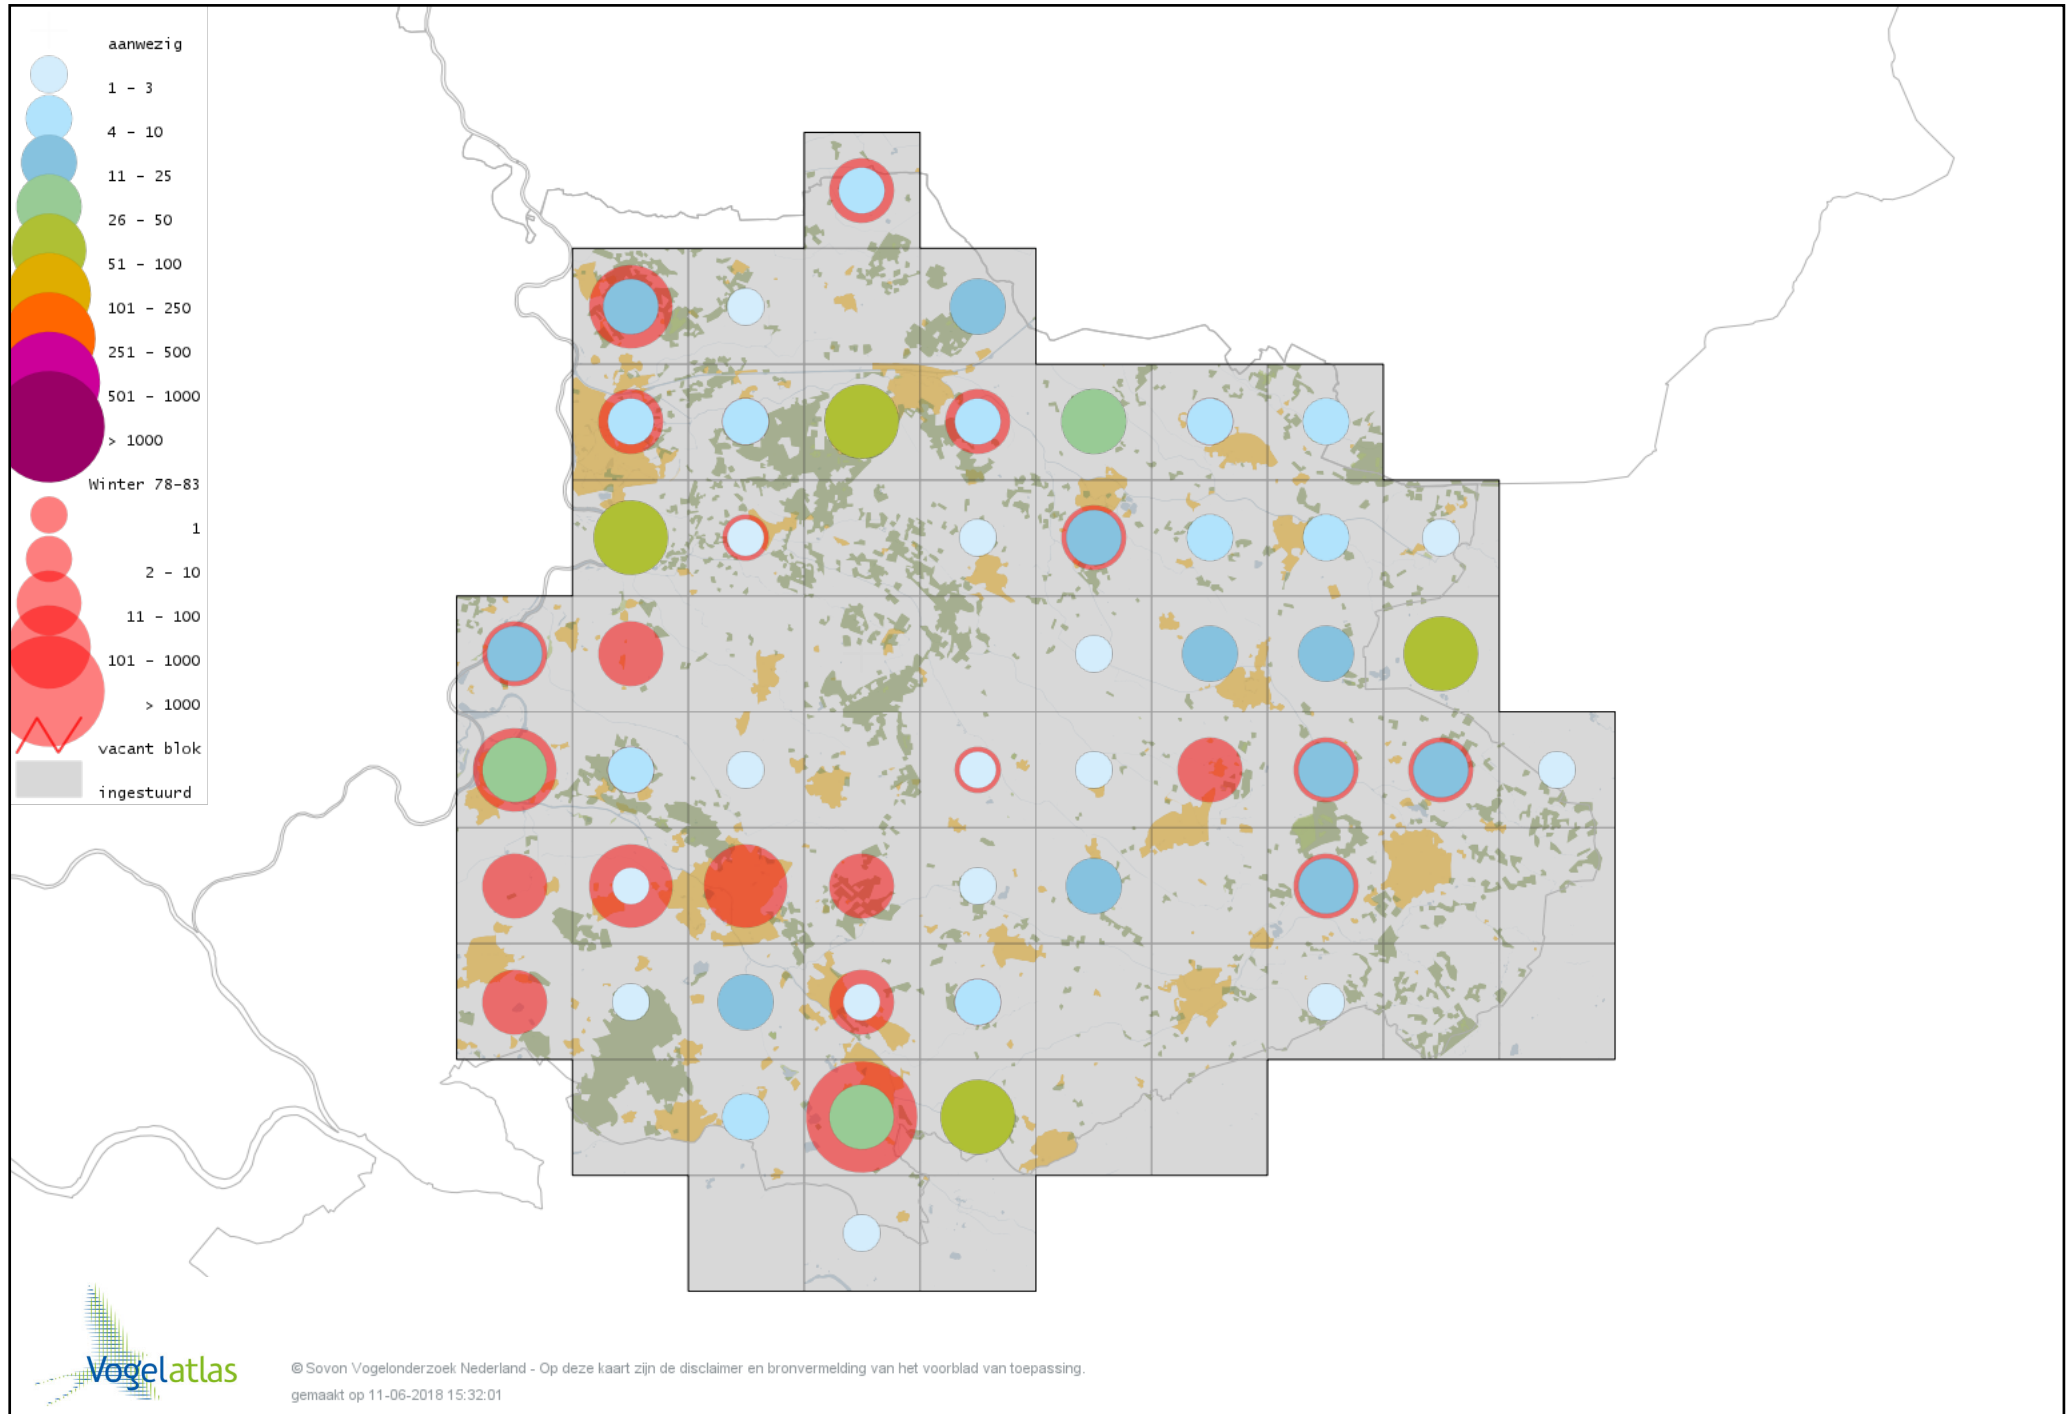 aanwezig
1 - 3
4 - 10
11 - 25
26 - 50
51 - 100
101 - 250
251 - 500
501 - 1000
> 1000
Winter 78-83
1
2 - 10
11 - 100
101 - 1000
> 1000
vacant blok
ingestuurd
Vogelatlas
© Sovon Vogelonderzoek Nederland - Op deze kaart zijn de disclaimer en bronvermelding van het voorblad van toepassing.
gemaakt op 11-06-2018 15:32:01